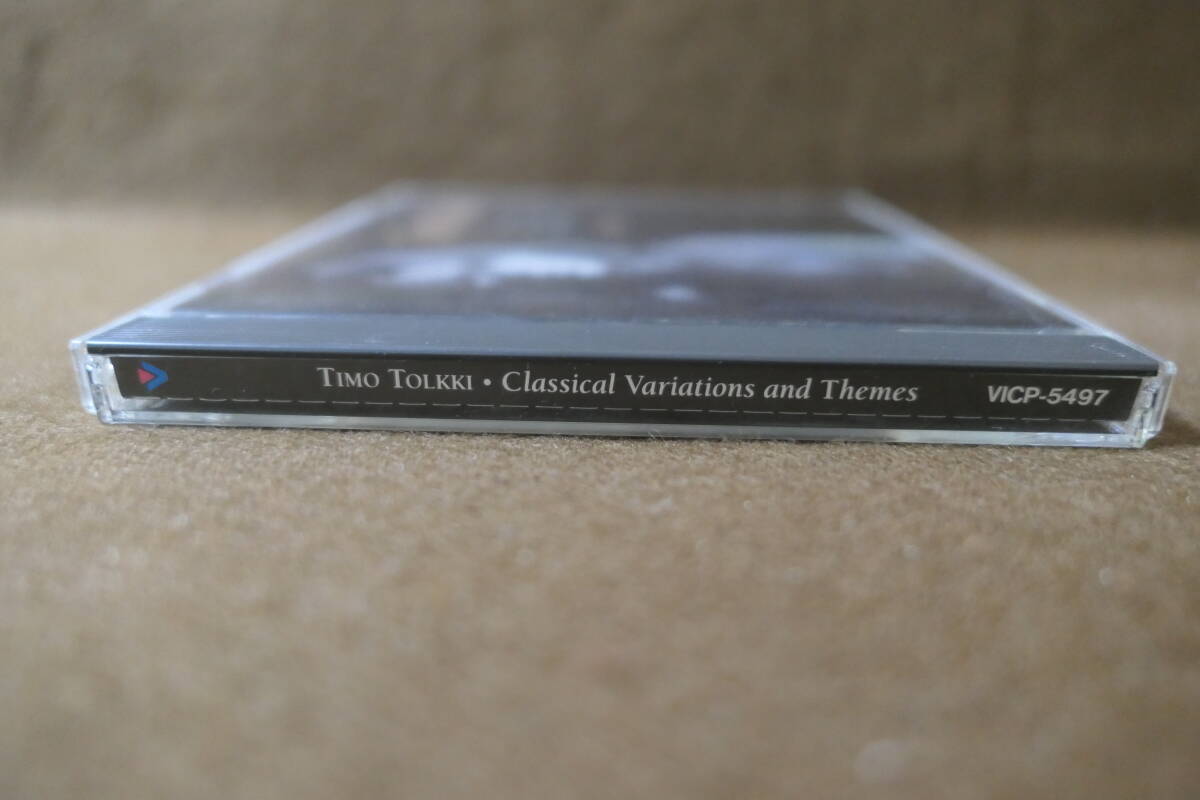 TIMO TOLKKI • Classical Variations and Themes VICP-5497